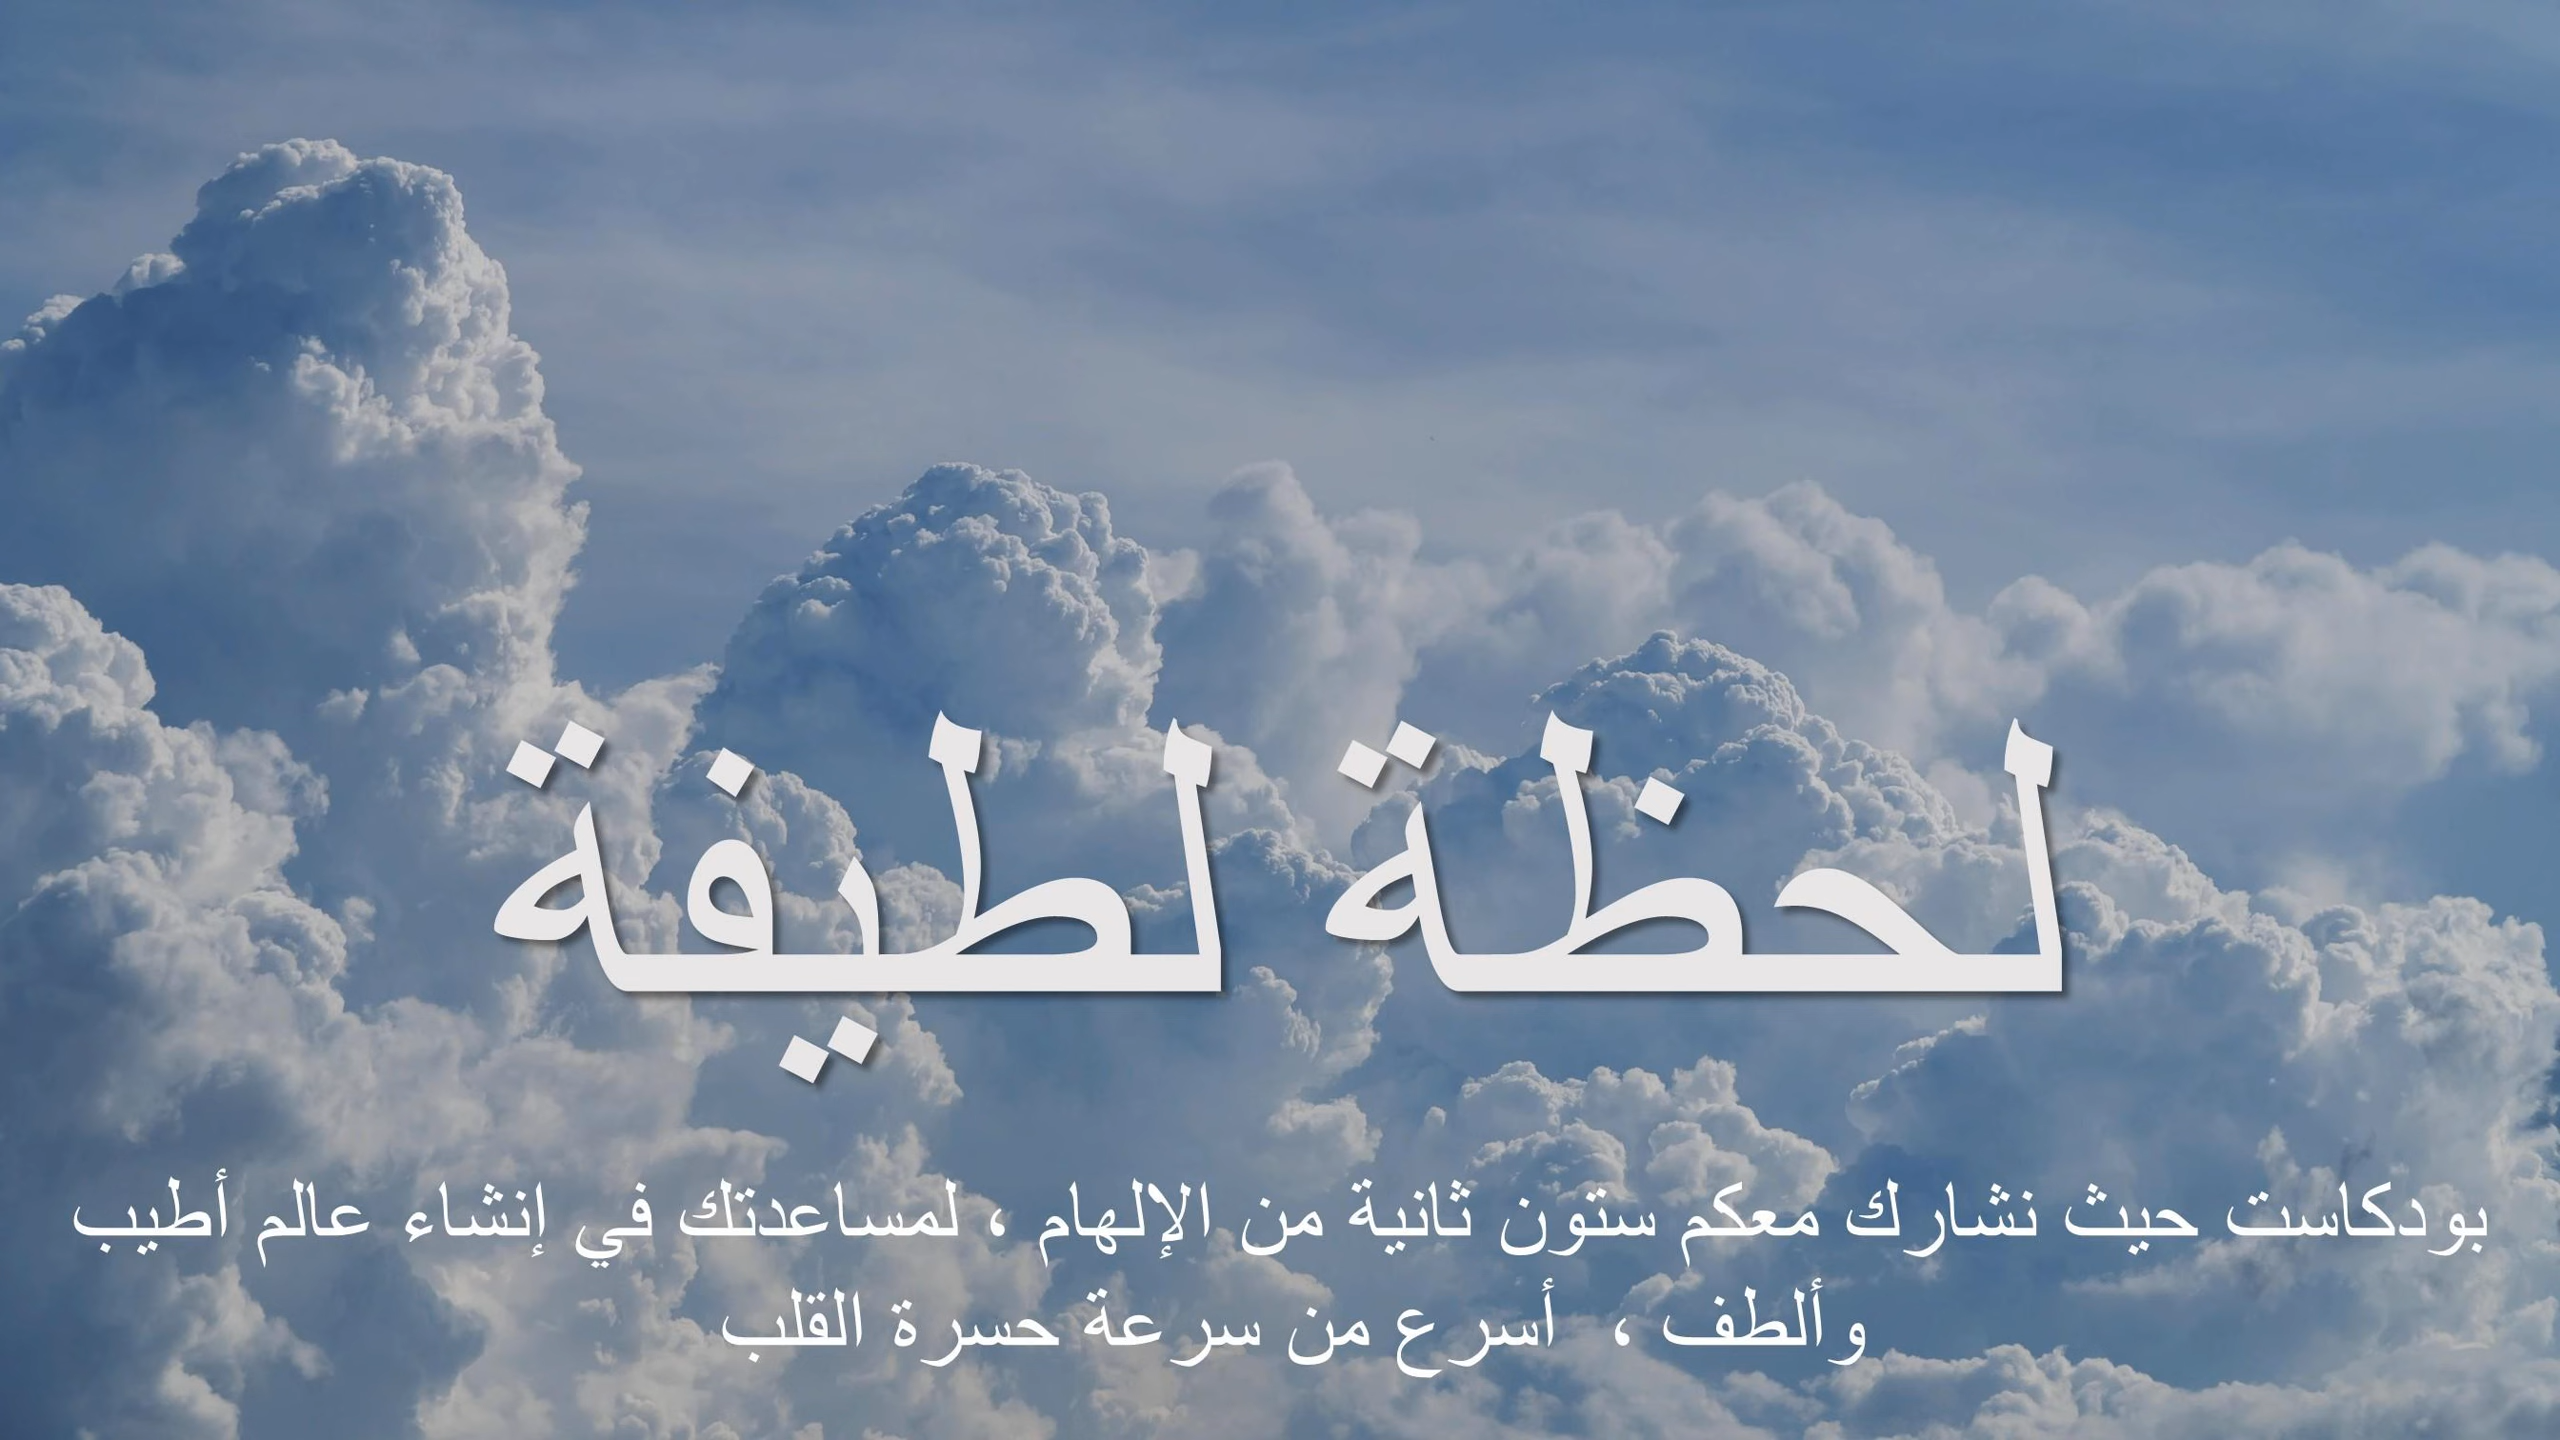 لحظة لطيفة
بودكاست حيث نشارك معكم ستون ثانية من الإلهام ، لمساعدتك في إنشاء عالم أطيب
وألطف ، أسرع من سرعة حسرة القلب